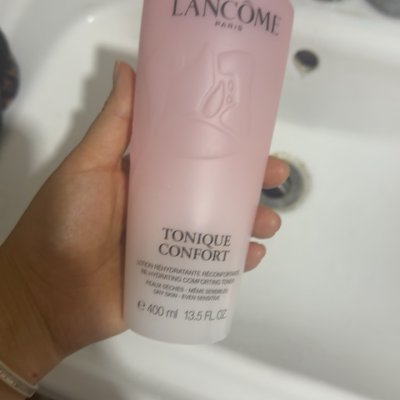 LANCÔME
PARIS
TONIQUE
CONFORT
LOTION RÉHYDRATANTE RÉCONFORTANTE
RE-HYDRATING COMFORTING TONER
PEAUX SÈCHES - MÊME SENSIBLES
DRY SKIN - EVEN SENSITIVE
℮ 400 ml 13.5 FL.OZ